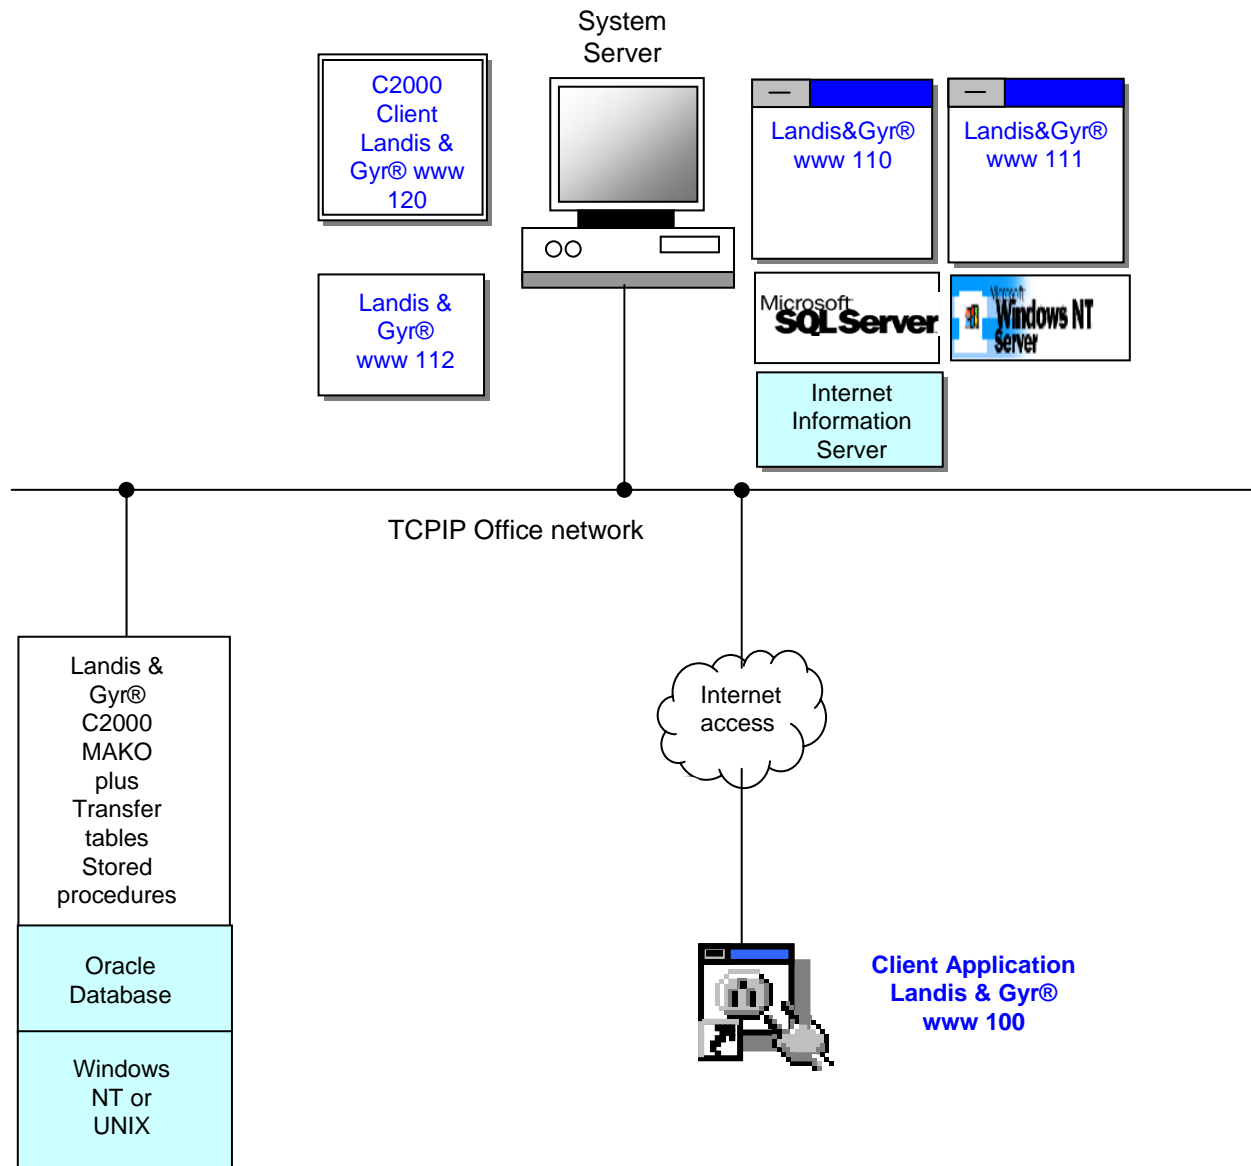 System
Server
C2000
Client
Landis &
Gyr® www
120
Landis&Gyr®
www 110
Landis&Gyr®
www 111
Landis &
Gyr®
www 112
Microsoft
SQL Server
Microsoft
Windows NT
Server
Internet
Information
Server
TCPIP Office network
Landis &
Gyr®
C2000
MAKO
plus
Transfer
tables
Stored
procedures
Internet
access
Oracle
Database
Client Application
Landis & Gyr®
www 100
Windows
NT or
UNIX